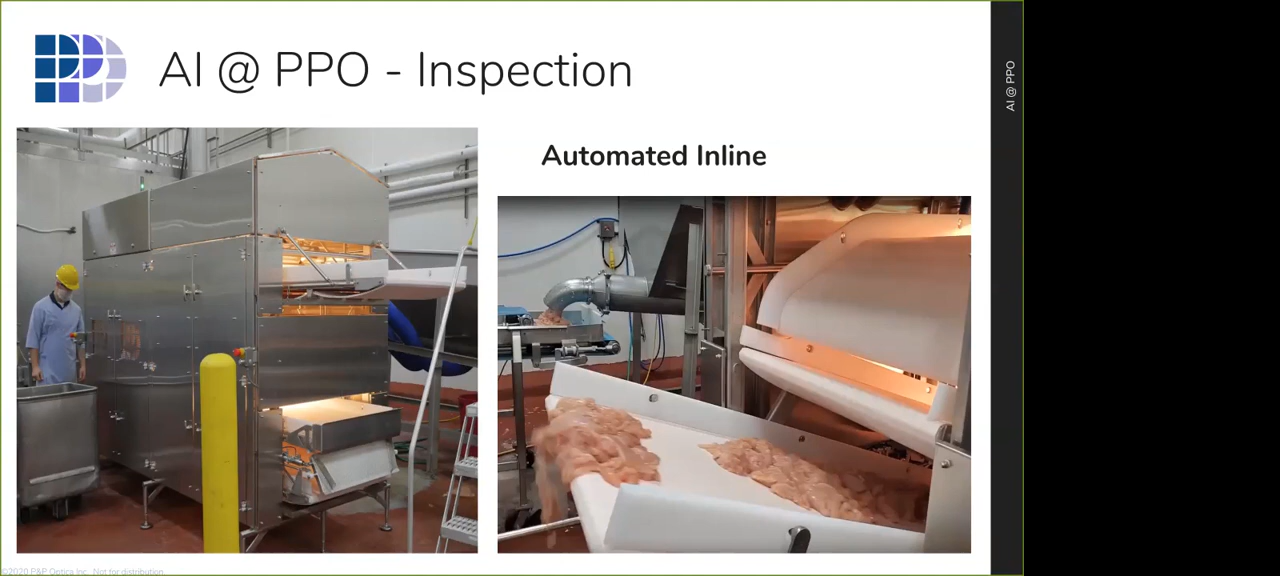 AI @ PPO - Inspection
AI @ PPO
Automated Inline
©2020 P&P Optica Inc. Not for distribution.